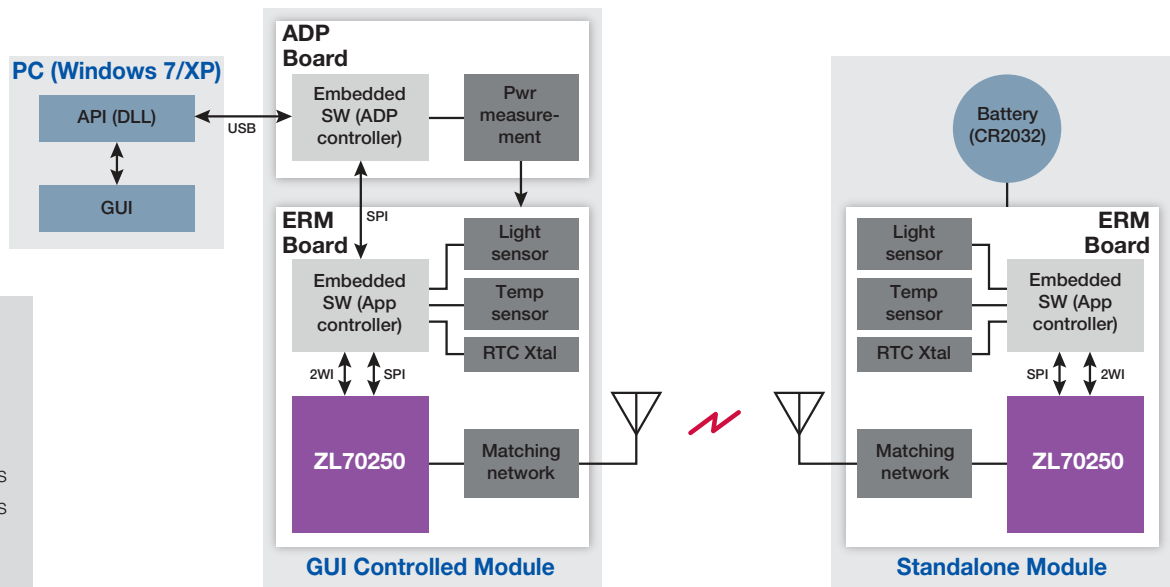 PC (Windows 7/XP)
API (DLL)
GUI
USB
ADP
Board
Embedded
SW (ADP
controller)
Pwr
measure-
ment
SPI
ERM
Board
Embedded
SW (App
controller)
Light
sensor
Temp
sensor
RTC Xtal
2WI
SPI
ZL70250
Matching
network
GUI Controlled Module
Battery
(CR2032)
ERM
Board
Light
sensor
Temp
sensor
RTC Xtal
Embedded
SW (App
controller)
SPI
2WI
Matching
network
ZL70250
Standalone Module
s
s